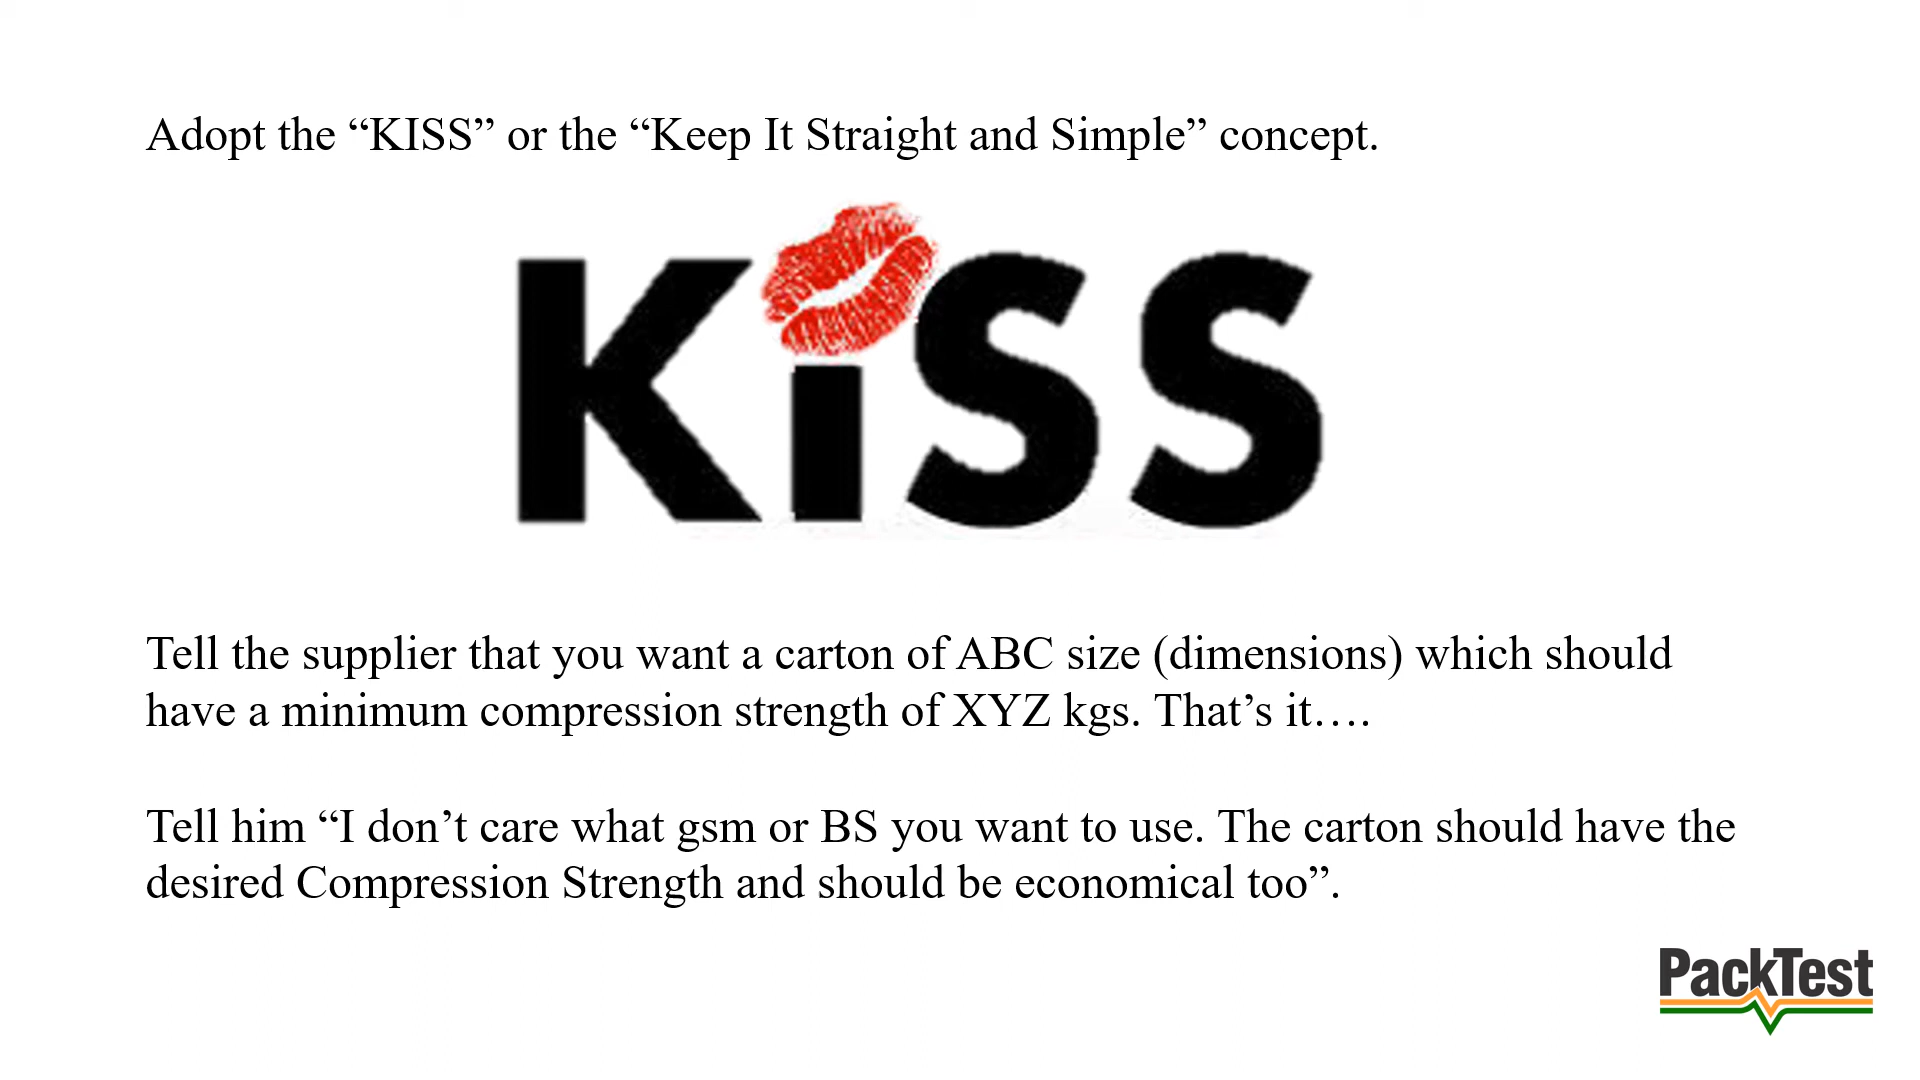 Adopt the “KISS” or the “Keep It Straight and Simple” concept.
KiSS
Tell the supplier that you want a carton of ABC size (dimensions) which should
have a minimum compression strength of XYZ kgs. That’s it….
Tell him “I don’t care what gsm or BS you want to use. The carton should have the
desired Compression Strength and should be economical too”.
PackTest